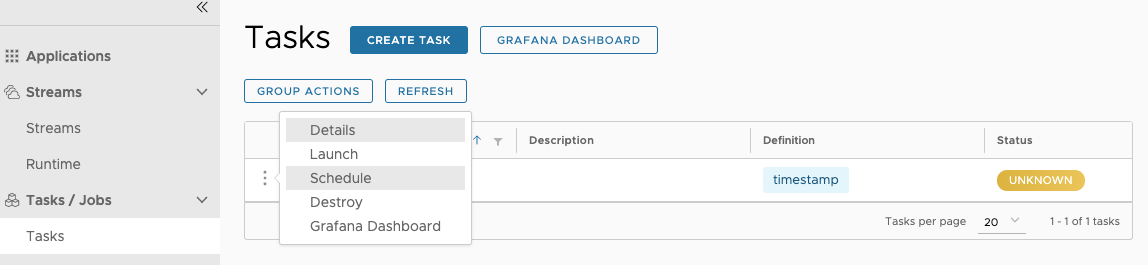 Tasks CREATE TASK GRAFANA DASHBOARD
Applications
GROUP ACTIONS REFRESH
Streams
Streams
Runtime
Tasks / Jobs
Tasks
Details
Launch
Schedule
Destroy
Grafana Dashboard
Description Definition Status
timestamp UNKNOWN
Tasks per page 20 1 - 1 of 1 tasks